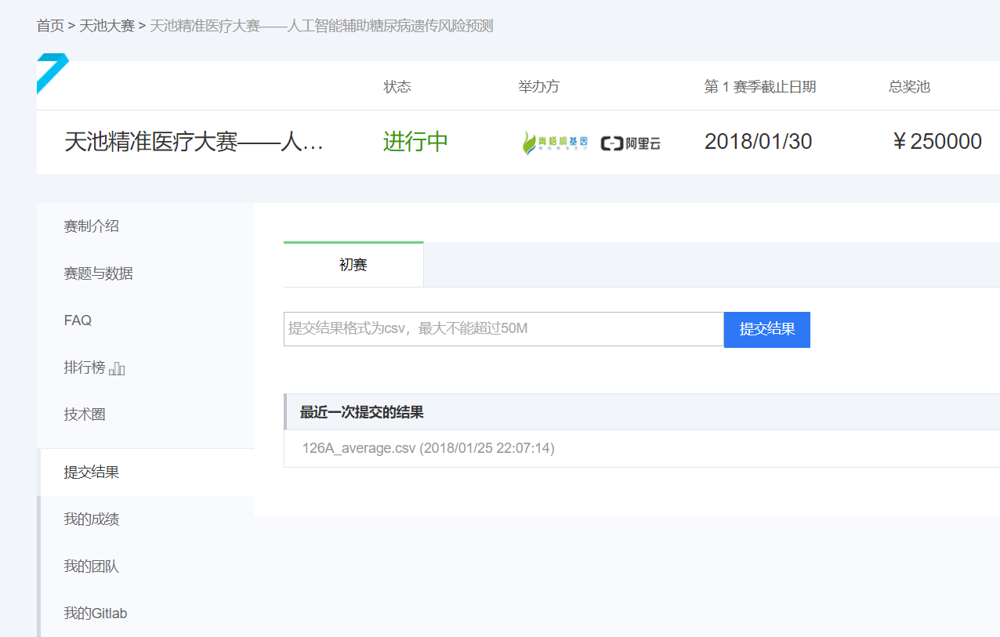 首页 > 天池大赛 > 天池精准医疗大赛——人工智能辅助糖尿病遗传风险预测
状态 举办方 第 1 赛季截止日期 总奖池
天池精准医疗大赛——人… 进行中 青梧桐基因 阿里云 2018/01/30 ￥250000
赛制介绍
赛题与数据
FAQ
排行榜
技术圈
提交结果
我的成绩
我的团队
我的Gitlab
初赛
提交结果格式为csv，最大不能超过50M 提交结果
最近一次提交的结果
126A_average.csv (2018/01/25 22:07:14)